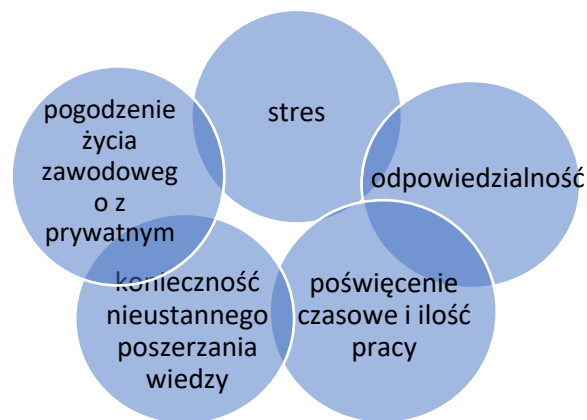 stres
odpowiedzialność
poświęcenie
czasowe i ilość
pracy
konieczność
nieustannego
poszerzania
wiedzy
pogodzenie
życia
zawodoweg
o z
prywatnym